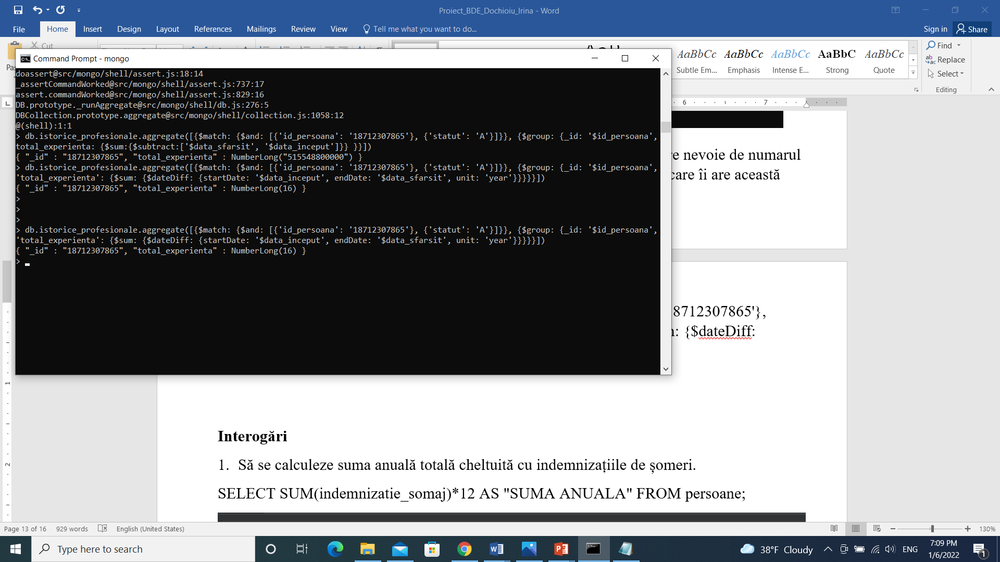 Proiect_BDE_Dochioiu_Irina - Word
File Home Insert Design Layout References Mailings Review View Tell me what you want to do...
Sign in Share
Cut
AaBbCc AaBbCc AaBbCc AaBbC AaBbCc
Subtle Em... Emphasis Intense E... Strong Quote
Find
Replace
Select
Editing
Command Prompt - mongo
doassert@src/mongo/shell/assert.js:18:14
_assertCommandWorked@src/mongo/shell/assert.js:737:17
assert.commandWorked@src/mongo/shell/assert.js:829:16
DB.prototype._runAggregate@src/mongo/shell/db.js:276:5
DBCollection.prototype.aggregate@src/mongo/shell/collection.js:1058:12
@(shell):1:1
> db.istorice_profesionale.aggregate([{$match: {$and: [{'id_persoana': '18712307865'}, {'statut': 'A'}]}}, {$group: {_id: '$id_persoana',
total_experienta: {$sum:{$subtract:['$data_sfarsit', '$data_inceput']}} }}])
{ "_id" : "18712307865", "total_experienta" : NumberLong("515548800000") }
> db.istorice_profesionale.aggregate([{$match: {$and: [{'id_persoana': '18712307865'}, {'statut': 'A'}]}}, {$group: {_id: '$id_persoana',
'total_experienta': {$sum: {$dateDiff: {startDate: '$data_inceput', endDate: '$data_sfarsit', unit: 'year'}}}}}])
{ "_id" : "18712307865", "total_experienta" : NumberLong(16) }
>
>
>
> db.istorice_profesionale.aggregate([{$match: {$and: [{'id_persoana': '18712307865'}, {'statut': 'A'}]}}, {$group: {_id: '$id_persoana',
'total_experienta': {$sum: {$dateDiff: {startDate: '$data_inceput', endDate: '$data_sfarsit', unit: 'year'}}}}}])
{ "_id" : "18712307865", "total_experienta" : NumberLong(16) }
>
6 7
re nevoie de numarul
care îi are această
8712307865'},
: {$dateDiff:
1
2
Interogări
1. Să se calculeze suma anuală totală cheltuită cu indemnizațiile de șomeri.
SELECT SUM(indemnizatie_somaj)*12 AS "SUMA ANUALA" FROM persoane;
Page 13 of 16 929 words English (United States) 130%
Type here to search
38°F Cloudy ENG
7:09 PM
1/6/2022
1